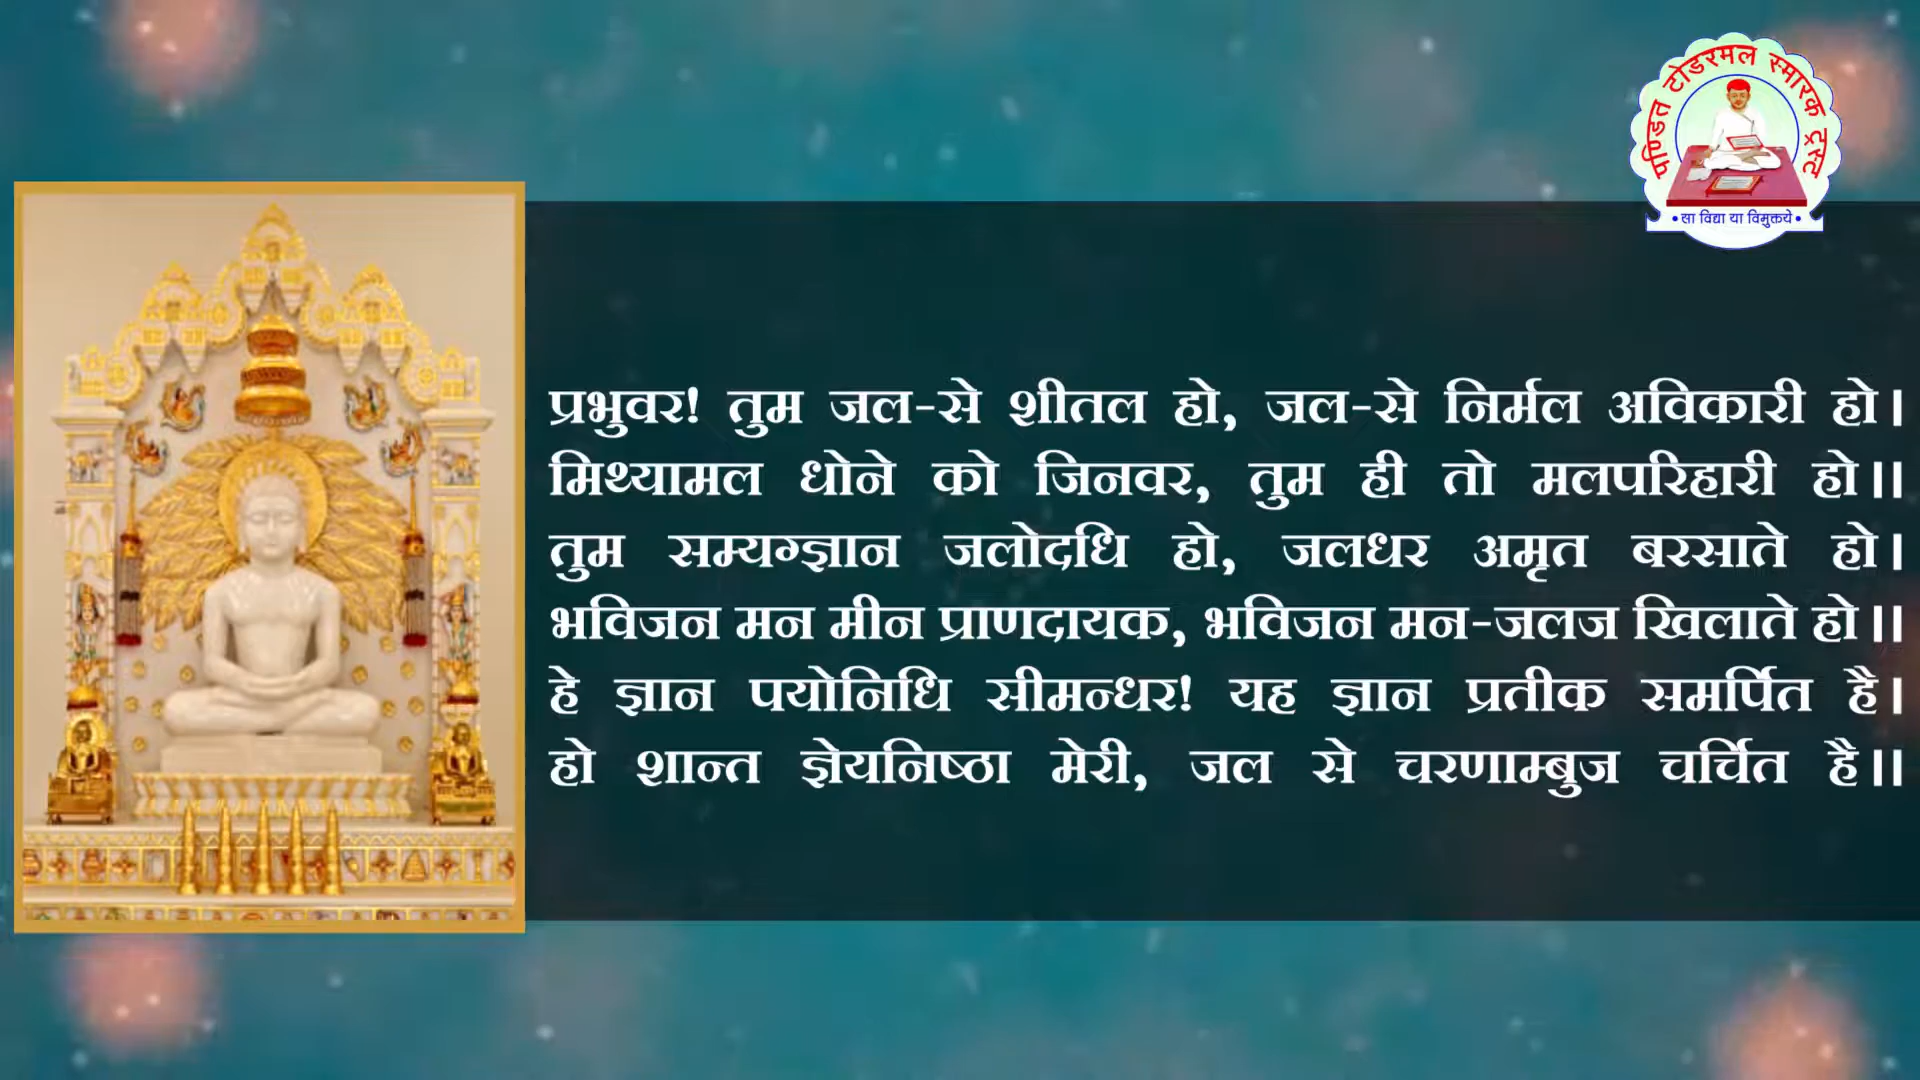 पण्डित टोडरमल स्मारक ट्रस्ट
• सा विद्या या विमुक्तये •
प्रभुवर! तुम जल-से शीतल हो, जल-से निर्मल अविकारी हो।
मिथ्यामल धोने को जिनवर, तुम ही तो मलपरिहारी हो॥
तुम सम्यग्ज्ञान जलोदधि हो, जलधर अमृत बरसाते हो।
भविजन मन मीन प्राणदायक, भविजन मन-जलज खिलाते हो॥
हे ज्ञान पयोनिधि सीमन्धर! यह ज्ञान प्रतीक समर्पित है।
हो शान्त ज्ञेयनिष्ठा मेरी, जल से चरणाम्बुज चर्चित है॥